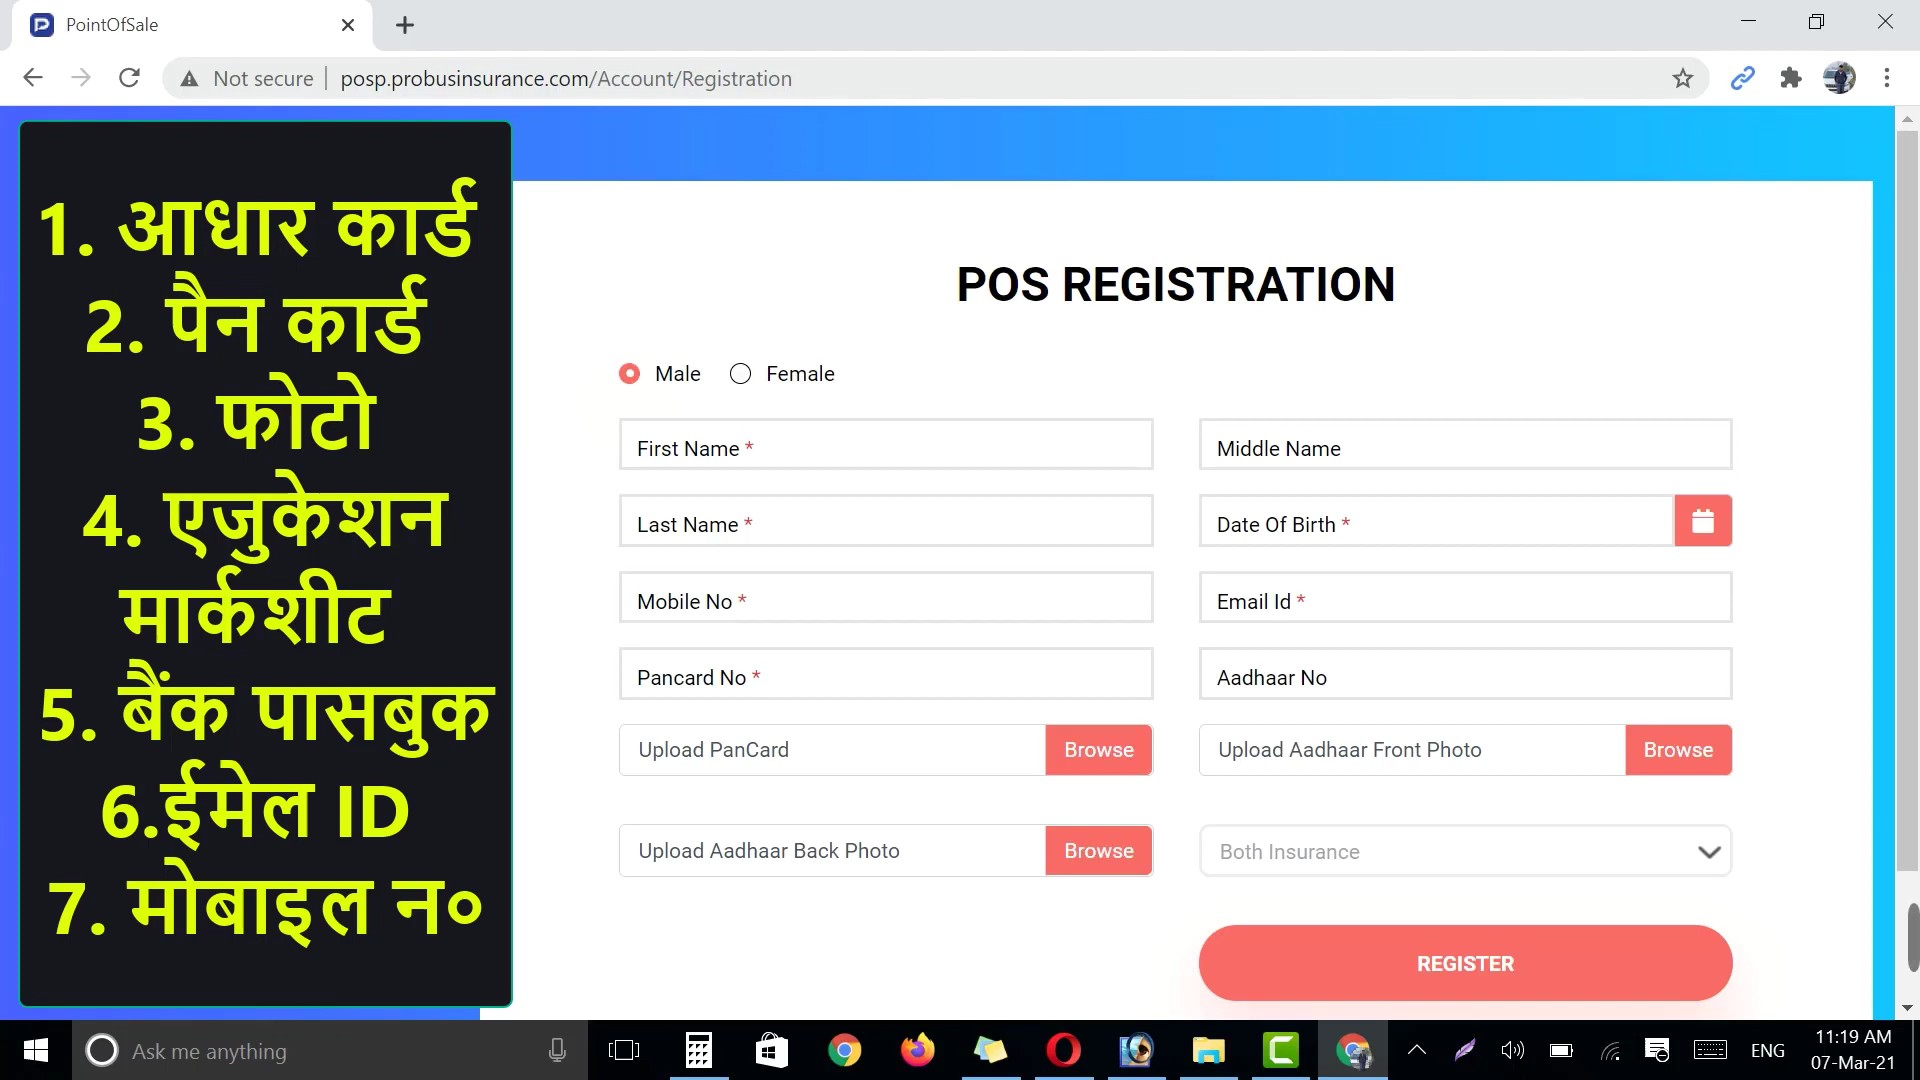 PointOfSale
Not secure
posp.probusinsurance.com/Account/Registration
1. आधार कार्ड
2. पैन कार्ड
3. फोटो
4. एजुकेशन
मार्कशीट
5. बैंक पासबुक
6.ईमेल ID
7. मोबाइल न०
POS REGISTRATION
Male Female
First Name * Middle Name
Last Name * Date Of Birth *
Mobile No * Email Id *
Pancard No * Aadhaar No
Upload PanCard Browse Upload Aadhaar Front Photo Browse
Upload Aadhaar Back Photo Browse Both Insurance
REGISTER
Ask me anything
ENG
11:19 AM
07-Mar-21